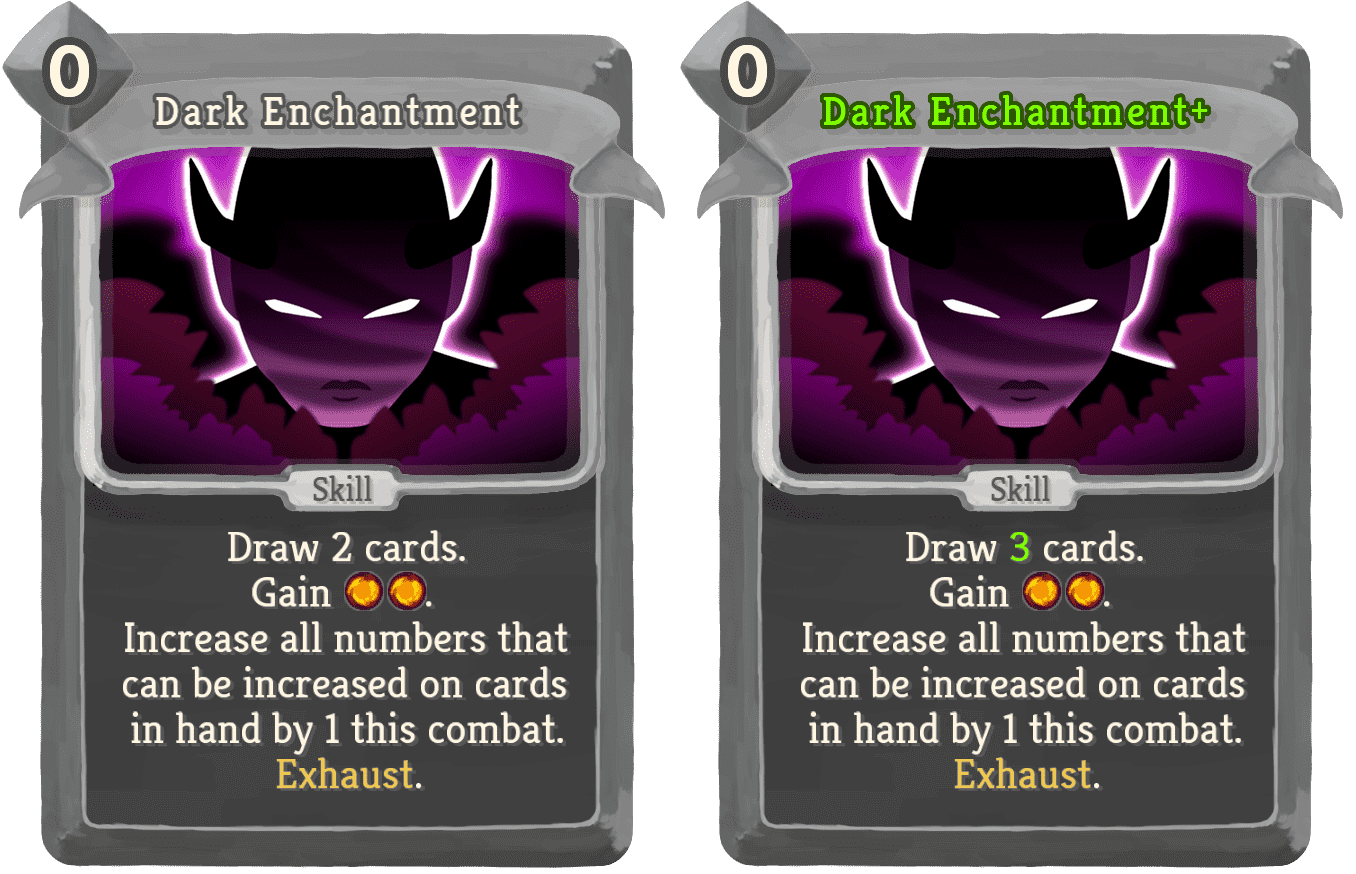 0
Dark Enchantment
Skill
Draw 2 cards.
Gain .
Increase all numbers that
can be increased on cards
in hand by 1 this combat.
Exhaust.
0
Dark Enchantment+
Skill
Draw 3 cards.
Gain .
Increase all numbers that
can be increased on cards
in hand by 1 this combat.
Exhaust.